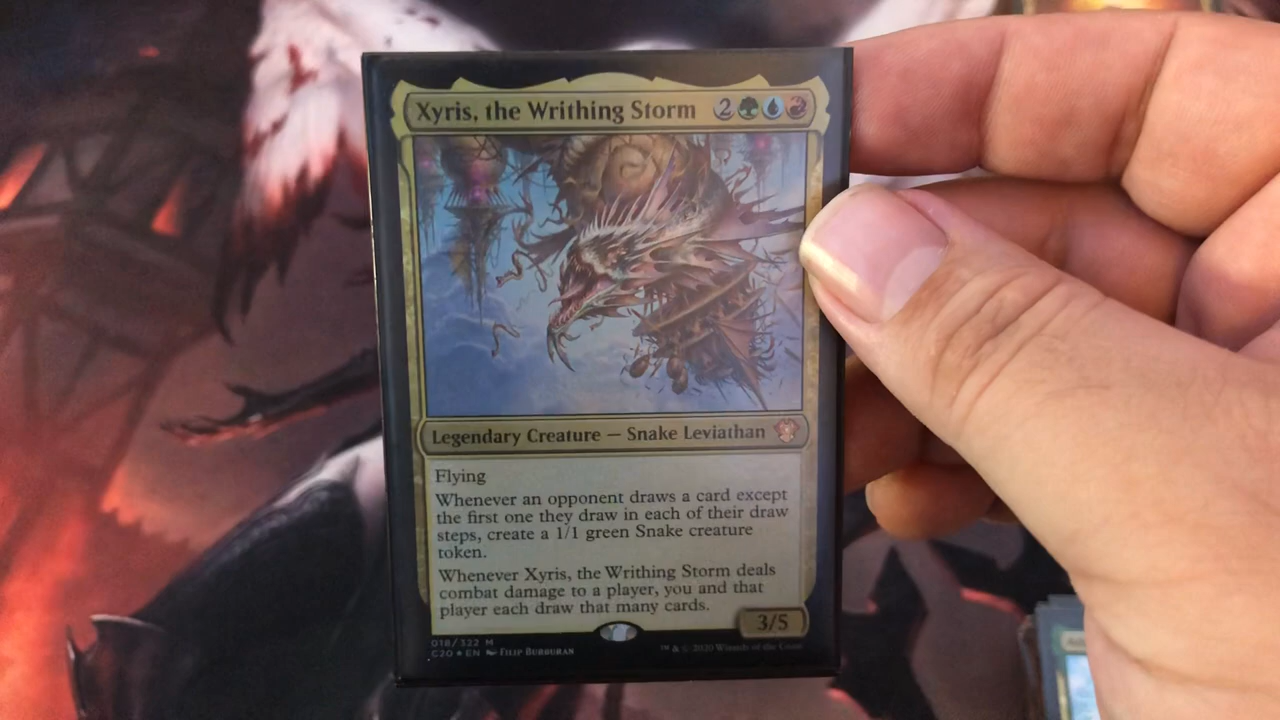 Xyris, the Writhing Storm 2
Legendary Creature — Snake Leviathan
Flying
Whenever an opponent draws a card except
the first one they draw in each of their draw
steps, create a 1/1 green Snake creature
token.
Whenever Xyris, the Writhing Storm deals
combat damage to a player, you and that
player each draw that many cards.
3/5
018/322 M
C20 ★ EN Filip Burburan
™ & © 2020 Wizards of the Coast